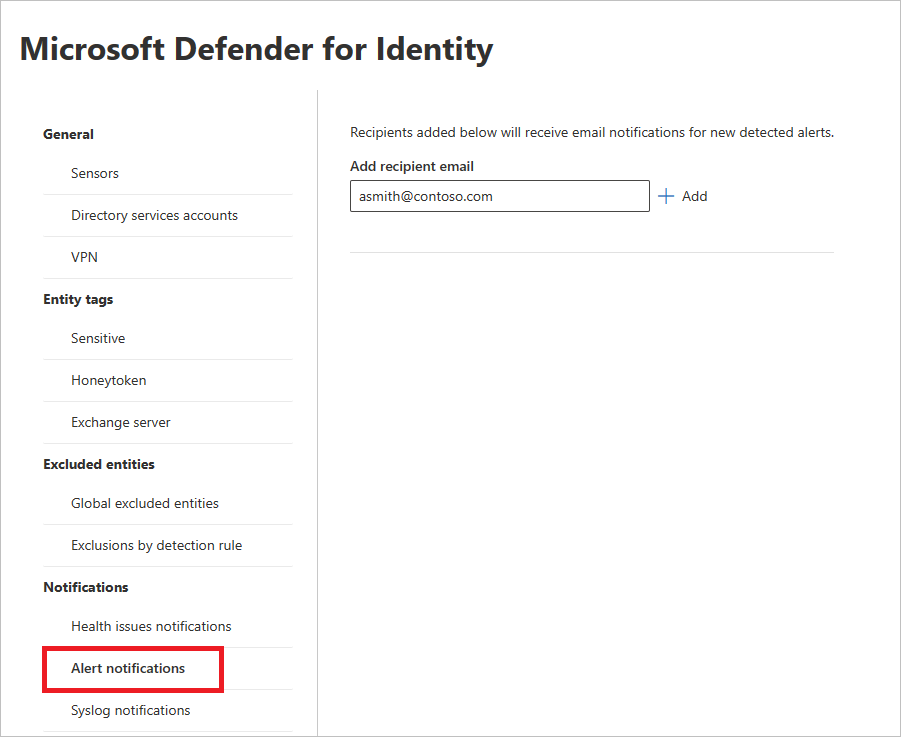 Microsoft Defender for Identity
General
Sensors
Directory services accounts
VPN
Entity tags
Sensitive
Honeytoken
Exchange server
Excluded entities
Global excluded entities
Exclusions by detection rule
Notifications
Health issues notifications
Alert notifications
Syslog notifications
Recipients added below will receive email notifications for new detected alerts.
Add recipient email
asmith@contoso.com
Add